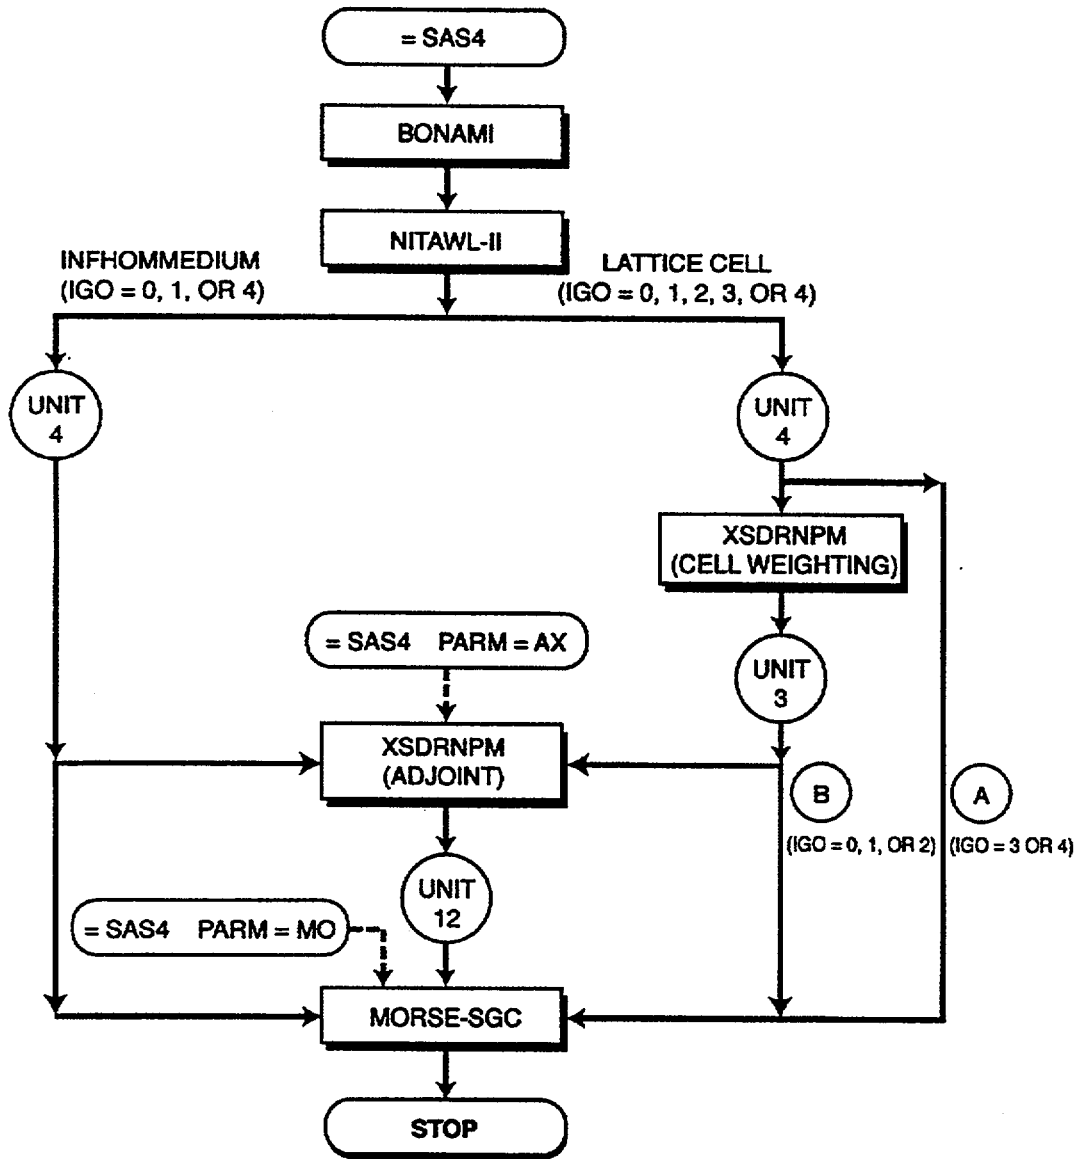 = SAS4
BONAMI
NITAWL-II
INFHOMMEDIUM
(IGO = 0, 1, OR 4)
LATTICE CELL
(IGO = 0, 1, 2, 3, OR 4)
UNIT
4
UNIT
4
XSDRNPM
(CELL WEIGHTING)
= SAS4 PARM = AX
UNIT
3
XSDRNPM
(ADJOINT)
B
A
(IGO = 0, 1, OR 2)
(IGO = 3 OR 4)
UNIT
12
= SAS4 PARM = MO
MORSE-SGC
STOP